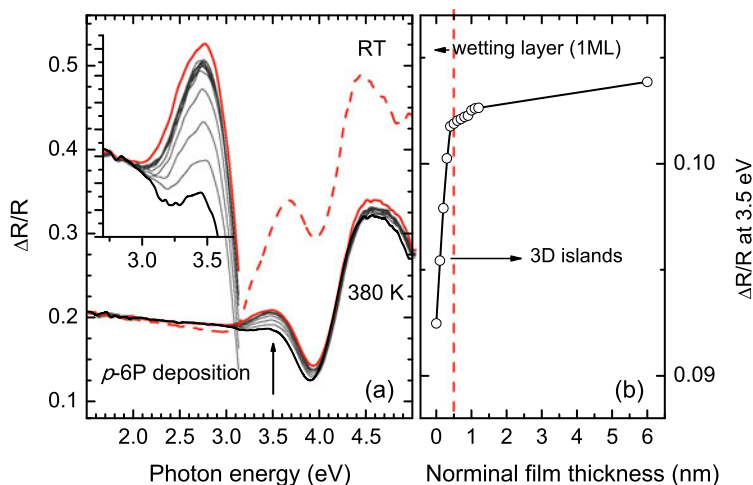 RT
0.5
0.4
0.3
0.2
0.1
ΔR/R
3.0 3.5
380 K
p-6P deposition
(a)
2.0 2.5 3.0 3.5 4.0 4.5
Photon energy (eV)
wetting layer (1ML)
3D islands
(b)
0.10
0.09
ΔR/R at 3.5 eV
0 1 2 3 4 5 6
Norminal film thickness (nm)